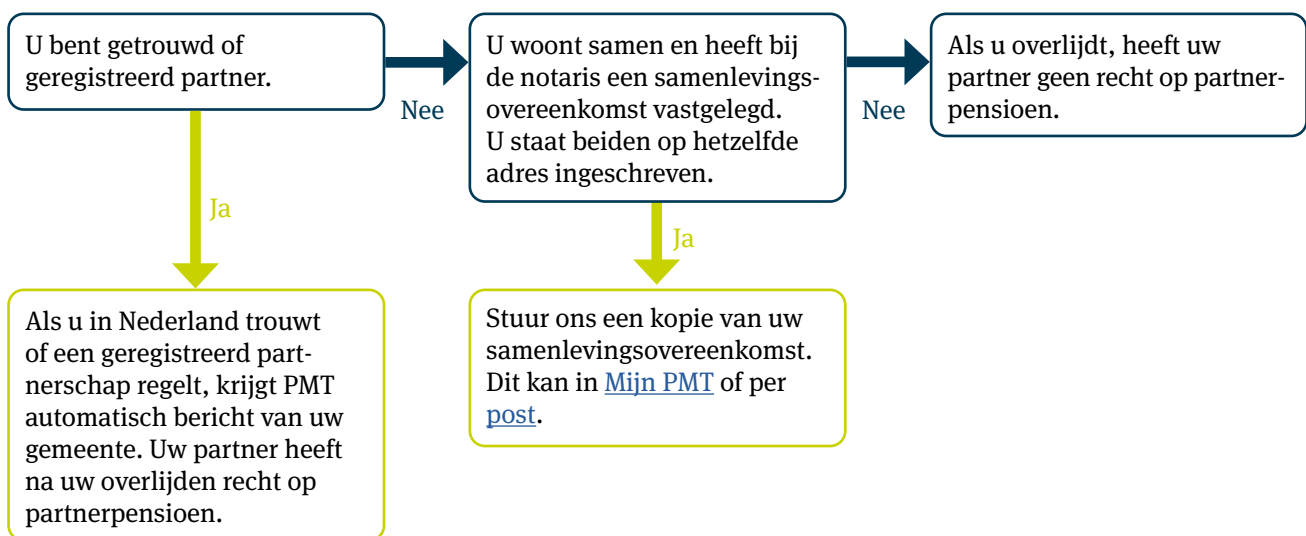 U bent getrouwd of
geregistreerd partner.
Nee
U woont samen en heeft bij
de notaris een samenlevings-
overeenkomst vastgelegd.
U staat beiden op hetzelfde
adres ingeschreven.
Nee
Als u overlijdt, heeft uw
partner geen recht op partner-
pensioen.
Ja
Ja
Als u in Nederland trouwt
of een geregistreerd part-
nerschap regelt, krijgt PMT
automatisch bericht van uw
gemeente. Uw partner heeft
na uw overlijden recht op
partnerpensioen.
Stuur ons een kopie van uw
samenlevingsovereenkomst.
Dit kan in Mijn PMT of per
post.